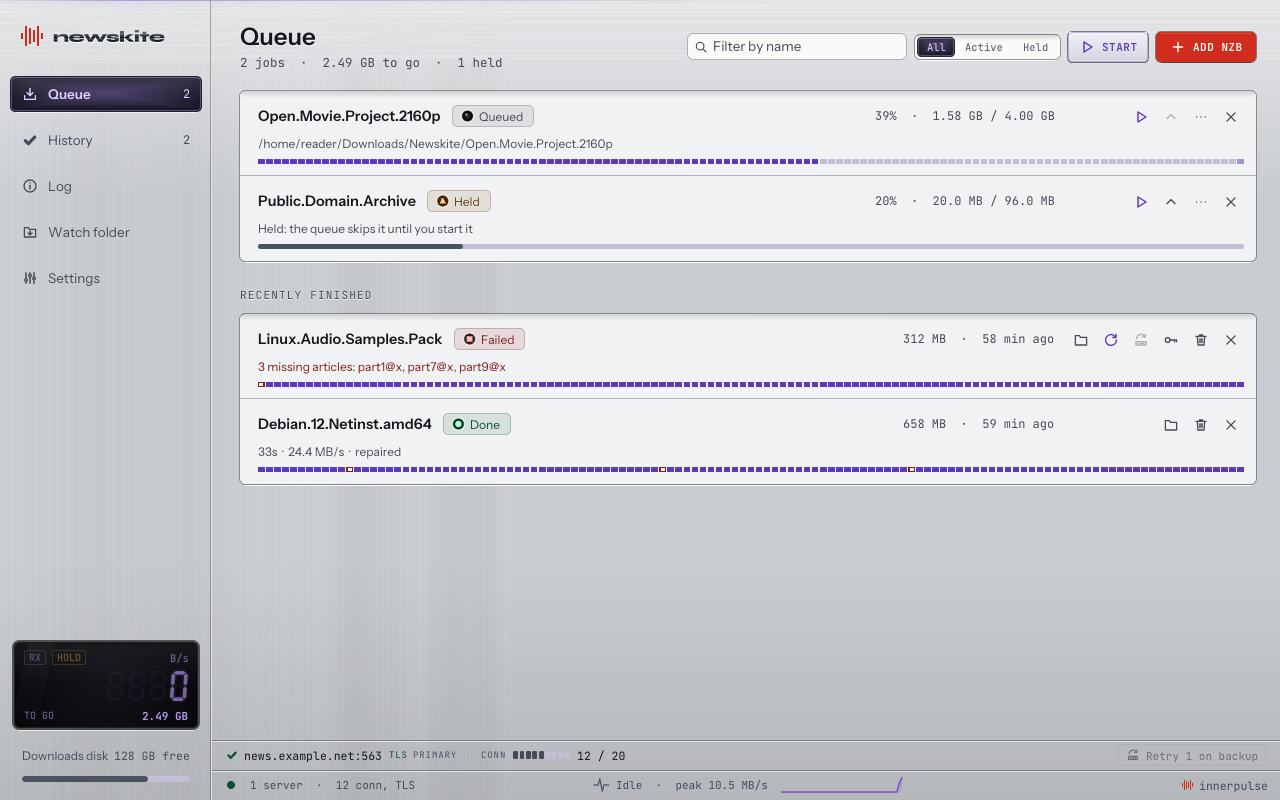 newskite
Queue 2
History 2
Log
Watch folder
Settings
RX HOLD B/s
0
TO GO 2.49 GB
Downloads disk 128 GB free
Queue
2 jobs · 2.49 GB to go · 1 held
Filter by name
All Active Held
START
ADD NZB
Open.Movie.Project.2160p Queued 39% · 1.58 GB / 4.00 GB
/home/reader/Downloads/Newskite/Open.Movie.Project.2160p
Public.Domain.Archive Held 20% · 20.0 MB / 96.0 MB
Held: the queue skips it until you start it
RECENTLY FINISHED
Linux.Audio.Samples.Pack Failed 312 MB · 58 min ago
3 missing articles: part1@x, part7@x, part9@x
Debian.12.Netinst.amd64 Done 658 MB · 59 min ago
33s · 24.4 MB/s · repaired
news.example.net:563 TLS PRIMARY CONN 12 / 20 Retry 1 on backup
1 server · 12 conn, TLS Idle · peak 10.5 MB/s innerpulse